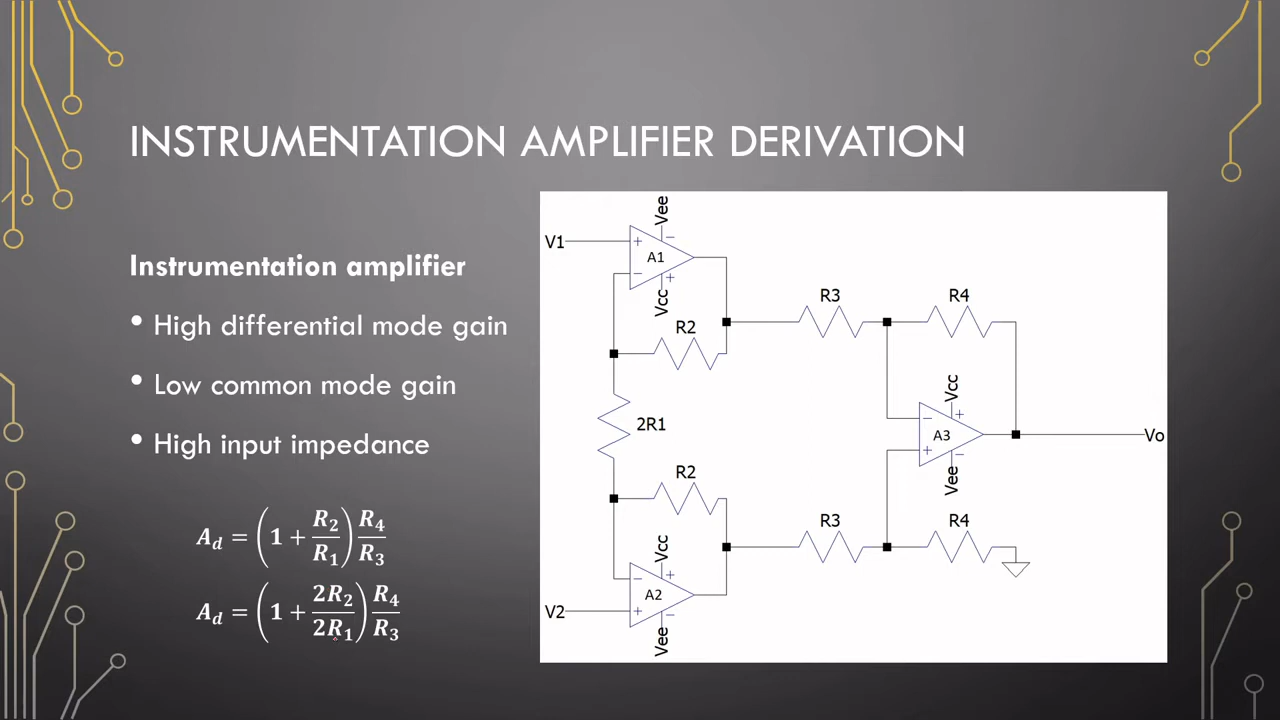 INSTRUMENTATION AMPLIFIER DERIVATION
Instrumentation amplifier
• High differential mode gain
• Low common mode gain
• High input impedance
A_d = (1 + R_2/R_1) R_4/R_3
A_d = (1 + 2R_2/2R_1) R_4/R_3
Vee
V1
+
−
A1
−
+
Vcc
R2
R3
R4
2R1
Vcc
+
−
A3
+
−
Vee
Vo
R2
R3
R4
Vcc
+
−
A2
V2
+
−
Vee